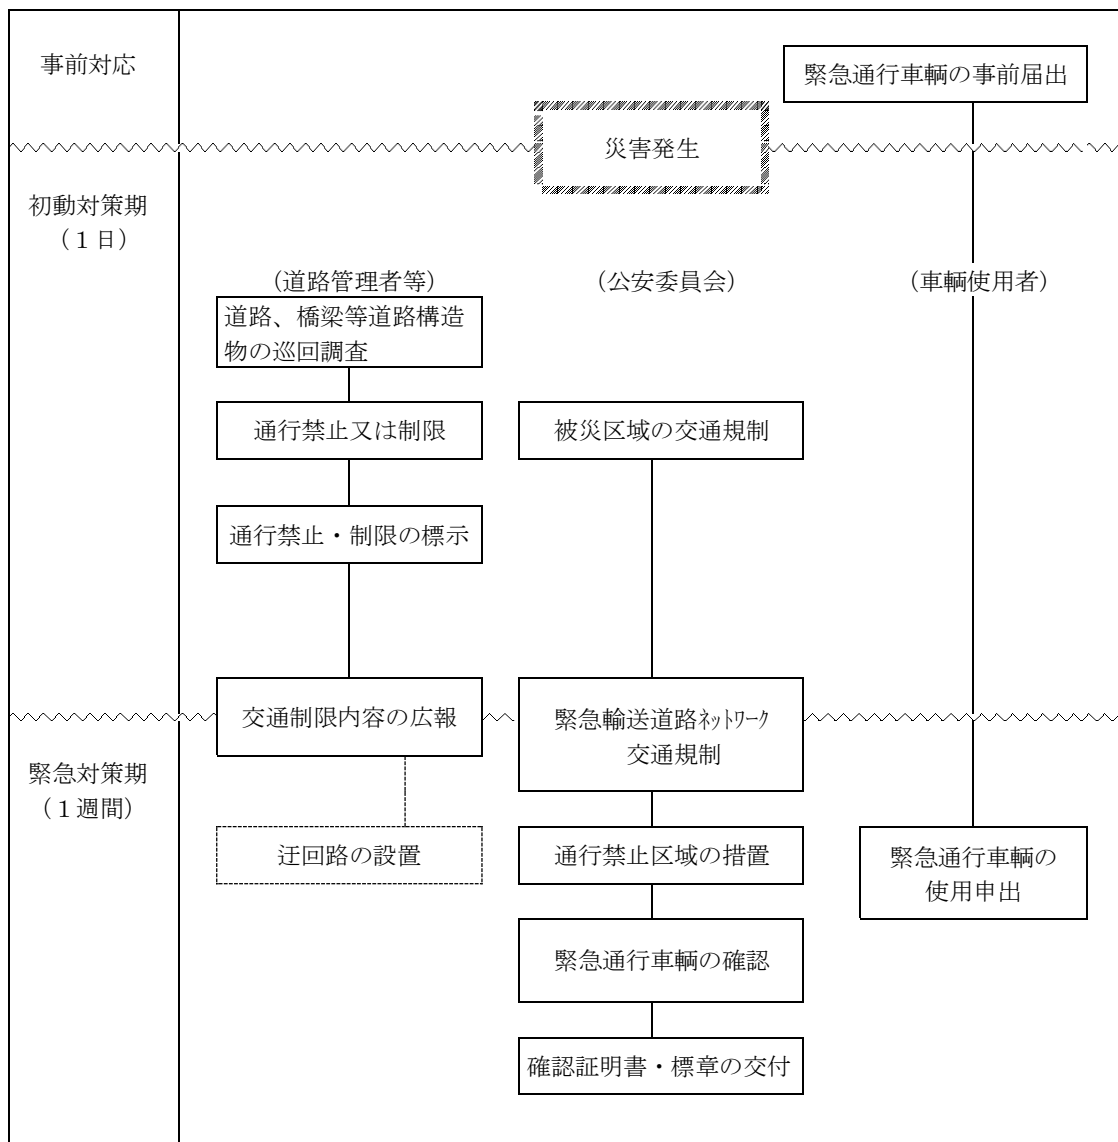 事前対応
緊急通行車輌の事前届出
災害発生
初動対策期
（１日）
（道路管理者等）
（公安委員会）
（車輌使用者）
道路、橋梁等道路構造
物の巡回調査
通行禁止又は制限
被災区域の交通規制
通行禁止・制限の標示
交通制限内容の広報
緊急輸送道路ﾈｯﾄﾜｰｸ
交通規制
緊急対策期
（１週間）
迂回路の設置
通行禁止区域の措置
緊急通行車輌の
使用申出
緊急通行車輌の確認
確認証明書・標章の交付